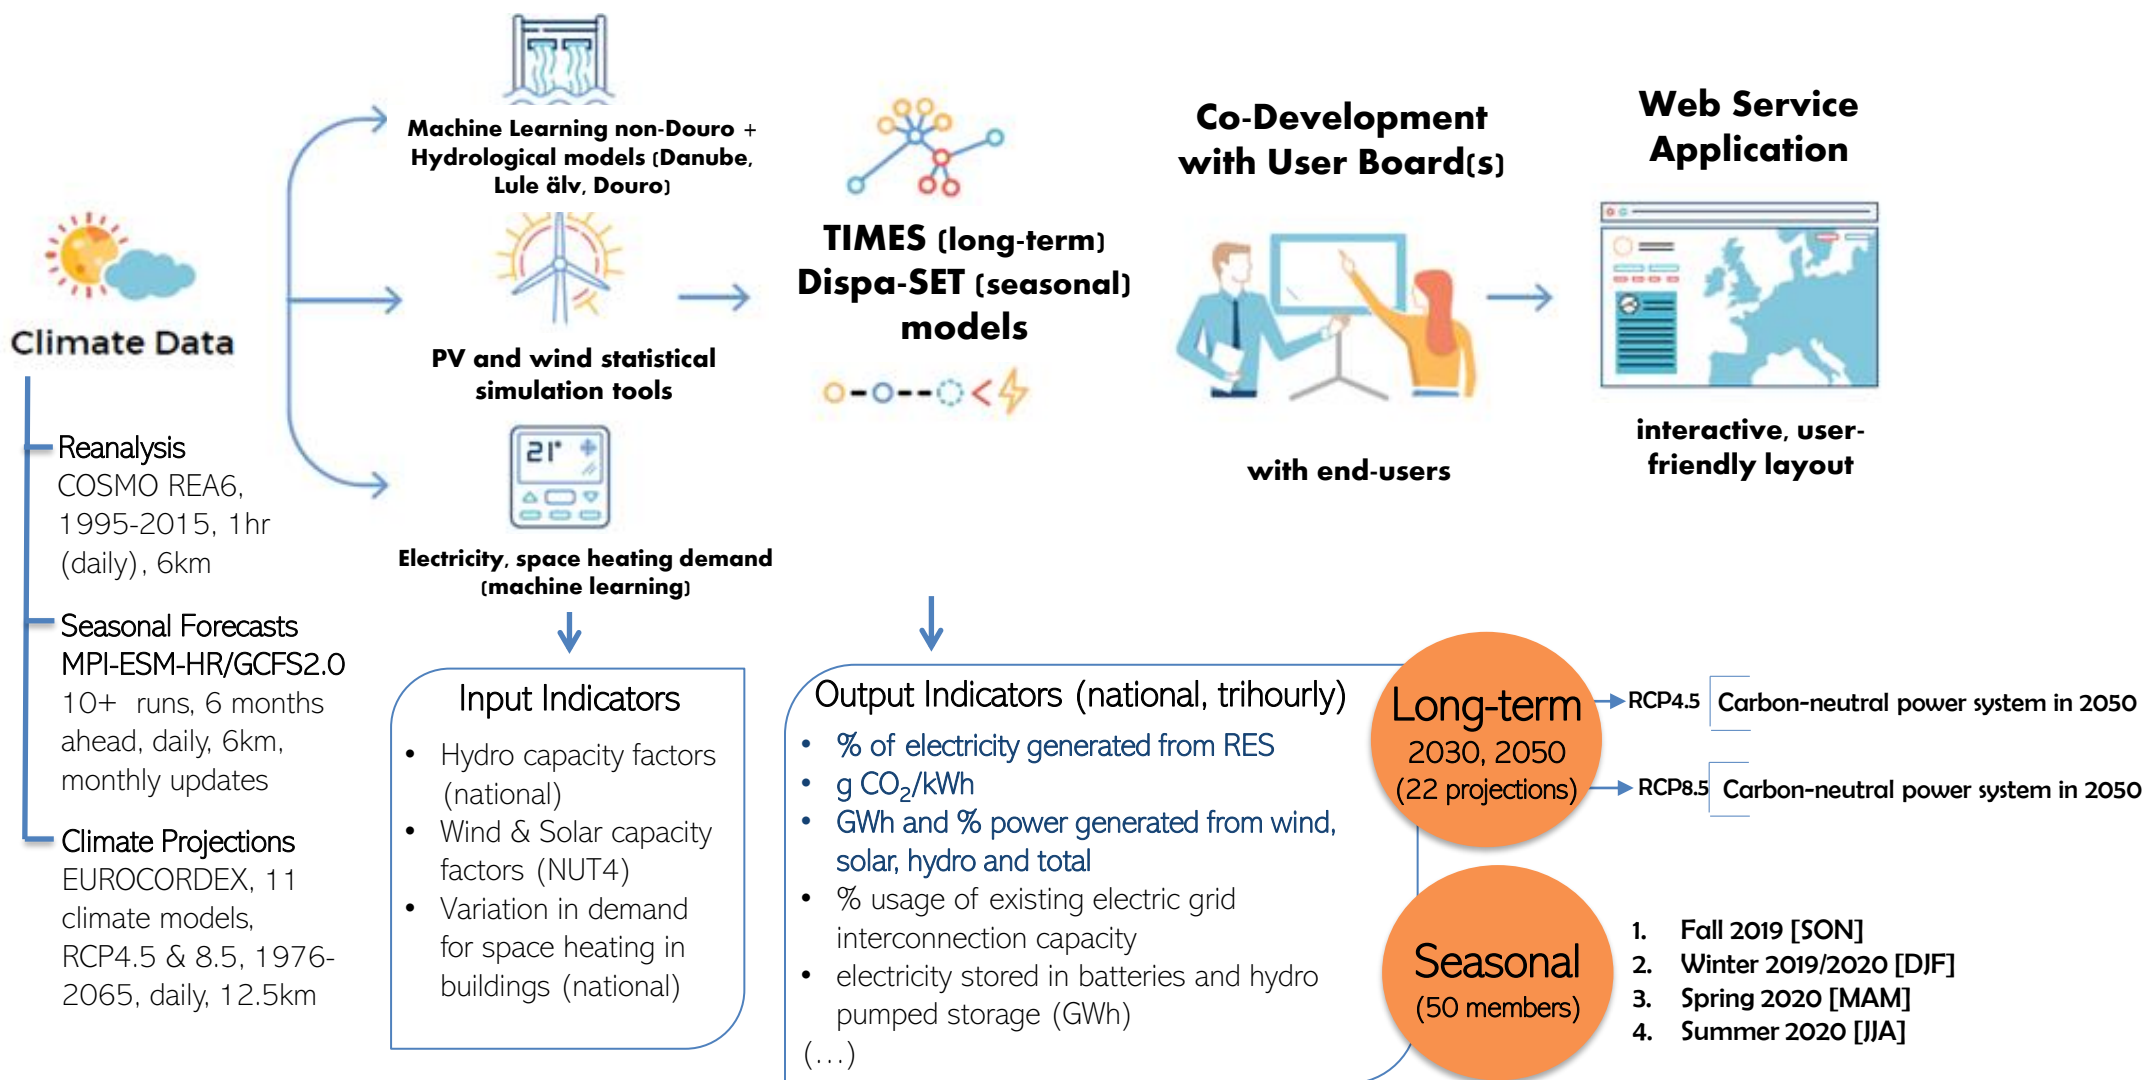 Climate Data
Reanalysis
COSMO REA6,
1995-2015, 1hr
(daily), 6km
Seasonal Forecasts
MPI-ESM-HR/GCFS2.0
10+ runs, 6 months
ahead, daily, 6km,
monthly updates
Climate Projections
EUROCORDEX, 11
climate models,
RCP4.5 & 8.5, 1976-
2065, daily, 12.5km
Machine Learning non-Douro +
Hydrological models (Danube,
Lule älv, Douro)
PV and wind statistical
simulation tools
21°
Electricity, space heating demand
(machine learning)
Input Indicators
• Hydro capacity factors
(national)
• Wind & Solar capacity
factors (NUT4)
• Variation in demand
for space heating in
buildings (national)
TIMES (long-term)
Dispa-SET (seasonal)
models
Output Indicators (national, trihourly)
• % of electricity generated from RES
• g CO₂/kWh
• GWh and % power generated from wind,
solar, hydro and total
• % usage of existing electric grid
interconnection capacity
• electricity stored in batteries and hydro
pumped storage (GWh)
(...)
Co-Development
with User Board(s)
with end-users
Web Service
Application
interactive, user-
friendly layout
Long-term
2030, 2050
(22 projections)
RCP4.5 Carbon-neutral power system in 2050
RCP8.5 Carbon-neutral power system in 2050
Seasonal
(50 members)
1. Fall 2019 [SON]
2. Winter 2019/2020 [DJF]
3. Spring 2020 [MAM]
4. Summer 2020 [JJA]